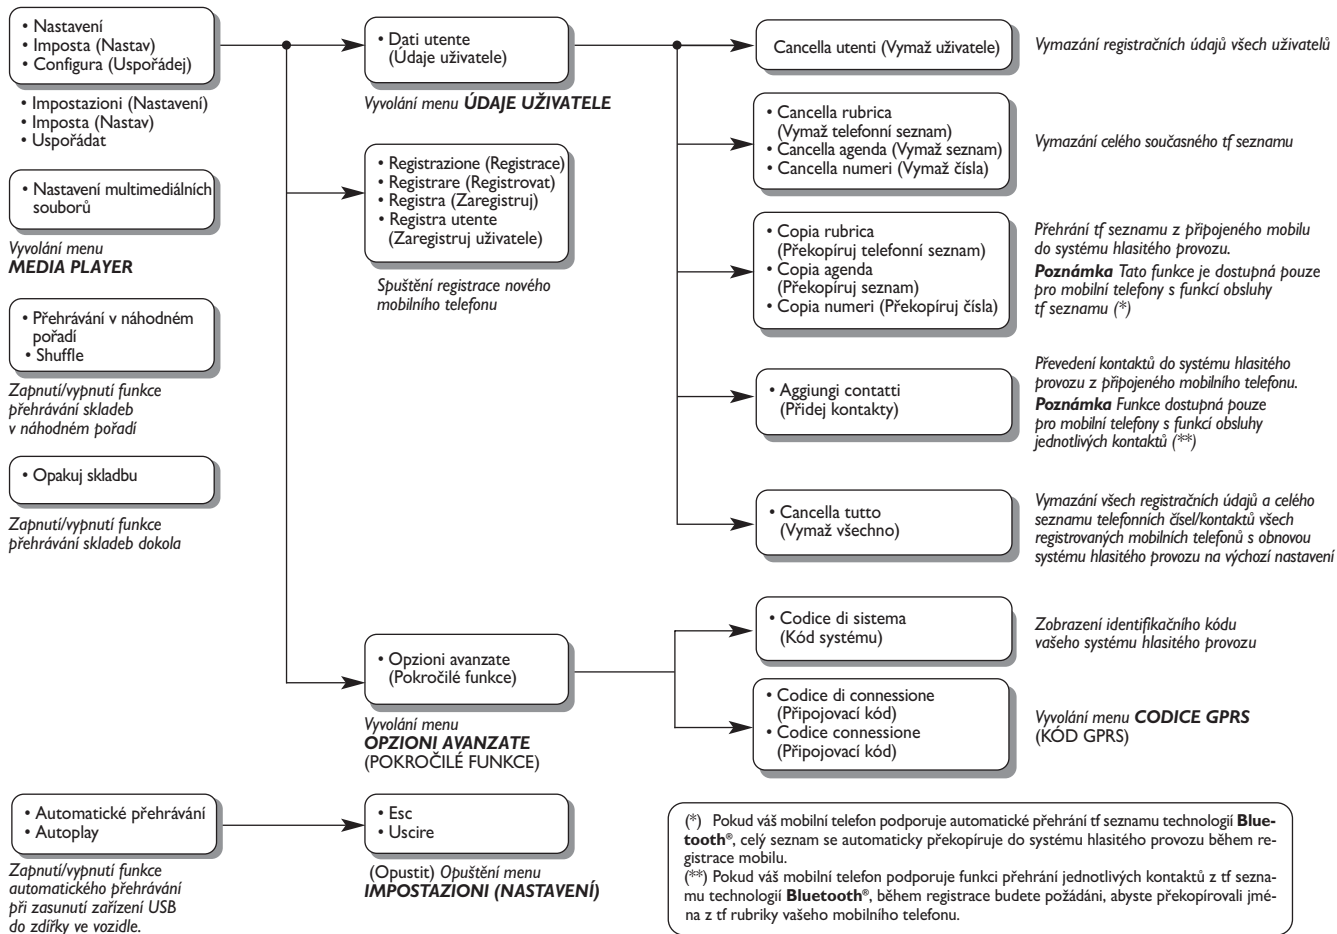 • Nastavení
• Imposta (Nastav)
• Configura (Uspořádej)
• Impostazioni (Nastavení)
• Imposta (Nastav)
• Uspořádat
• Nastavení multimediálních
souborů
Vyvolání menu
MEDIA PLAYER
• Přehrávání v náhodném
pořadí
• Shuffle
Zapnutí/vypnutí funkce
přehrávání skladeb
v náhodném pořadí
• Opakuj skladbu
Zapnutí/vypnutí funkce
přehrávání skladeb dokola
• Automatické přehrávání
• Autoplay
Zapnutí/vypnutí funkce
automatického přehrávání
při zasunutí zařízení USB
do zdířky ve vozidle.
• Dati utente
(Údaje uživatele)
Vyvolání menu ÚDAJE UŽIVATELE
• Registrazione (Registrace)
• Registrare (Registrovat)
• Registra (Zaregistruj)
• Registra utente
(Zaregistruj uživatele)
Spuštění registrace nového
mobilního telefonu
• Opzioni avanzate
(Pokročilé funkce)
Vyvolání menu
OPZIONI AVANZATE
(POKROČILÉ FUNKCE)
• Esc
• Uscire
(Opustit) Opuštění menu
IMPOSTAZIONI (NASTAVENÍ)
Cancella utenti (Vymaž uživatele)
Vymazání registračních údajů všech uživatelů
• Cancella rubrica
(Vymaž telefonní seznam)
• Cancella agenda (Vymaž seznam)
• Cancella numeri (Vymaž čísla)
Vymazání celého současného tf seznamu
• Copia rubrica
(Překopíruj telefonní seznam)
• Copia agenda
(Překopíruj seznam)
• Copia numeri (Překopíruj čísla)
Přehrání tf seznamu z připojeného mobilu
do systému hlasitého provozu.
Poznámka Tato funkce je dostupná pouze
pro mobilní telefony s funkcí obsluhy
tf seznamu (*)
• Aggiungi contatti
(Přidej kontakty)
Převedení kontaktů do systému hlasitého
provozu z připojeného mobilního telefonu.
Poznámka Funkce dostupná pouze
pro mobilní telefony s funkcí obsluhy
jednotlivých kontaktů (**)
• Cancella tutto
(Vymaž všechno)
Vymazání všech registračních údajů a celého
seznamu telefonních čísel/kontaktů všech
registrovaných mobilních telefonů s obnovou
systému hlasitého provozu na výchozí nastavení
• Codice di sistema
(Kód systému)
Zobrazení identifikačního kódu
vašeho systému hlasitého provozu
• Codice di connessione
(Připojovací kód)
• Codice connessione
(Připojovací kód)
Vyvolání menu CODICE GPRS
(KÓD GPRS)
(*) Pokud váš mobilní telefon podporuje automatické přehrání tf seznamu technologií Blue-
tooth®, celý seznam se automaticky překopíruje do systému hlasitého provozu během re-
gistrace mobilu.
(**) Pokud váš mobilní telefon podporuje funkci přehrání jednotlivých kontaktů z tf sezna-
mu technologií Bluetooth®, během registrace budete požádáni, abyste překopírovali jmé-
na z tf rubriky vašeho mobilního telefonu.